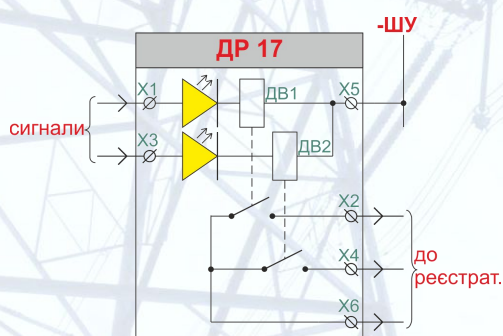 -ШУ
ДР 17
X1
ДВ1
X5
сигнали
X3
ДВ2
X2
X4
до
реєстрат.
X6